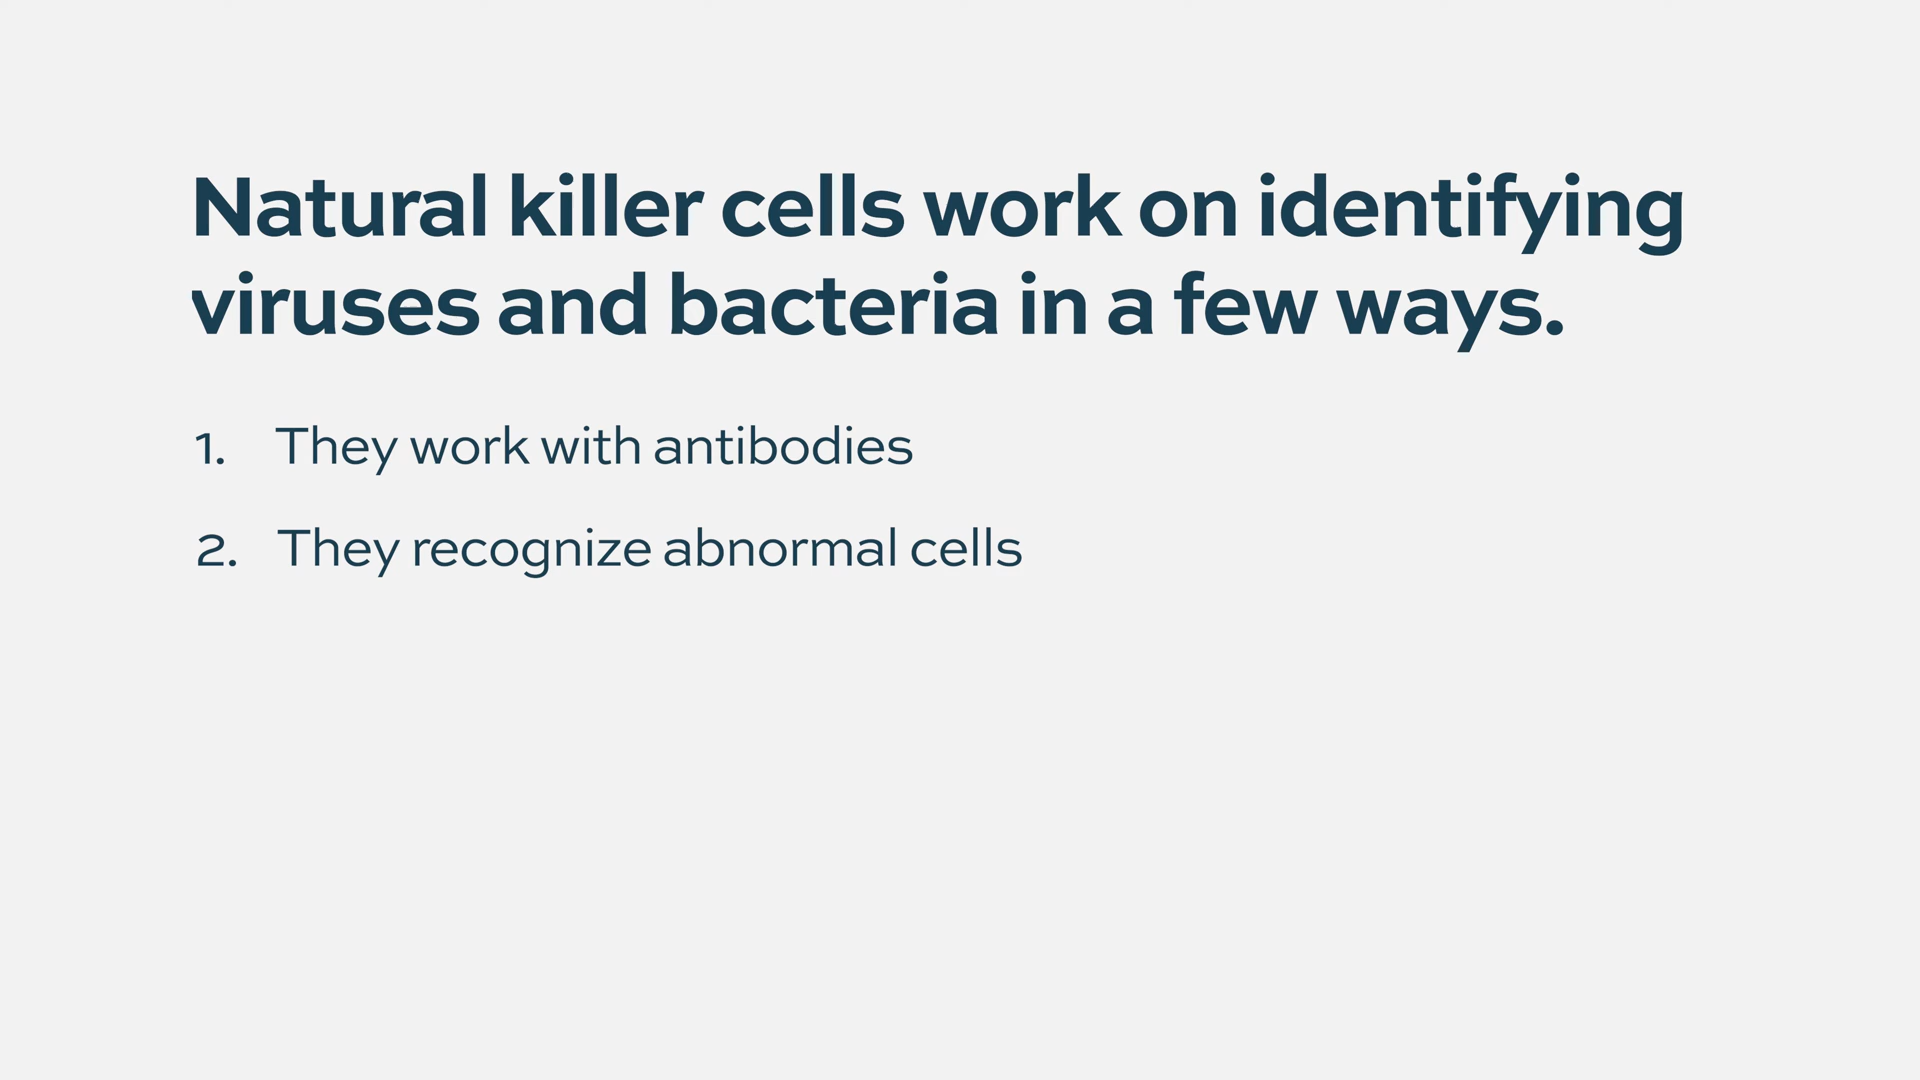 Natural killer cells work on identifying
viruses and bacteria in a few ways.
1. They work with antibodies
2. They recognize abnormal cells